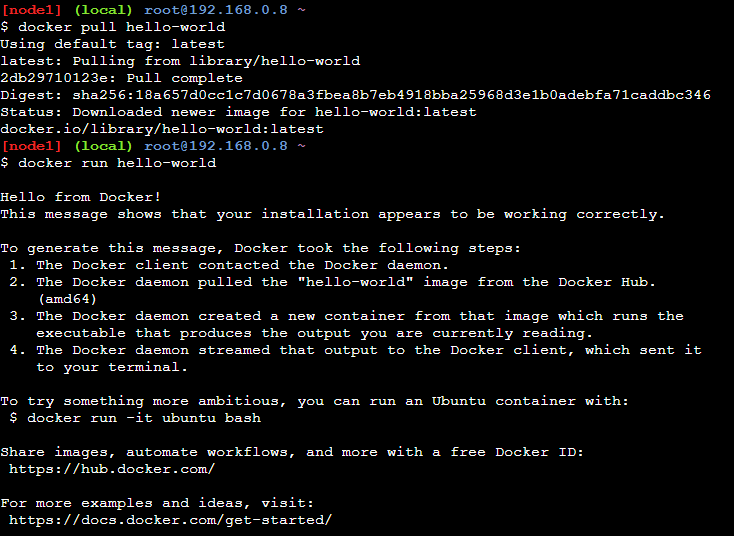 [node1] (local) root@192.168.0.8 ~
$ docker pull hello-world
Using default tag: latest
latest: Pulling from library/hello-world
2db29710123e: Pull complete
Digest: sha256:18a657d0cc1c7d0678a3fbea8b7eb4918bba25968d3e1b0adebfa71caddbc346
Status: Downloaded newer image for hello-world:latest
docker.io/library/hello-world:latest
[node1] (local) root@192.168.0.8 ~
$ docker run hello-world

Hello from Docker!
This message shows that your installation appears to be working correctly.

To generate this message, Docker took the following steps:
 1. The Docker client contacted the Docker daemon.
 2. The Docker daemon pulled the "hello-world" image from the Docker Hub.
    (amd64)
 3. The Docker daemon created a new container from that image which runs the
    executable that produces the output you are currently reading.
 4. The Docker daemon streamed that output to the Docker client, which sent it
    to your terminal.

To try something more ambitious, you can run an Ubuntu container with:
 $ docker run -it ubuntu bash

Share images, automate workflows, and more with a free Docker ID:
 https://hub.docker.com/

For more examples and ideas, visit:
 https://docs.docker.com/get-started/